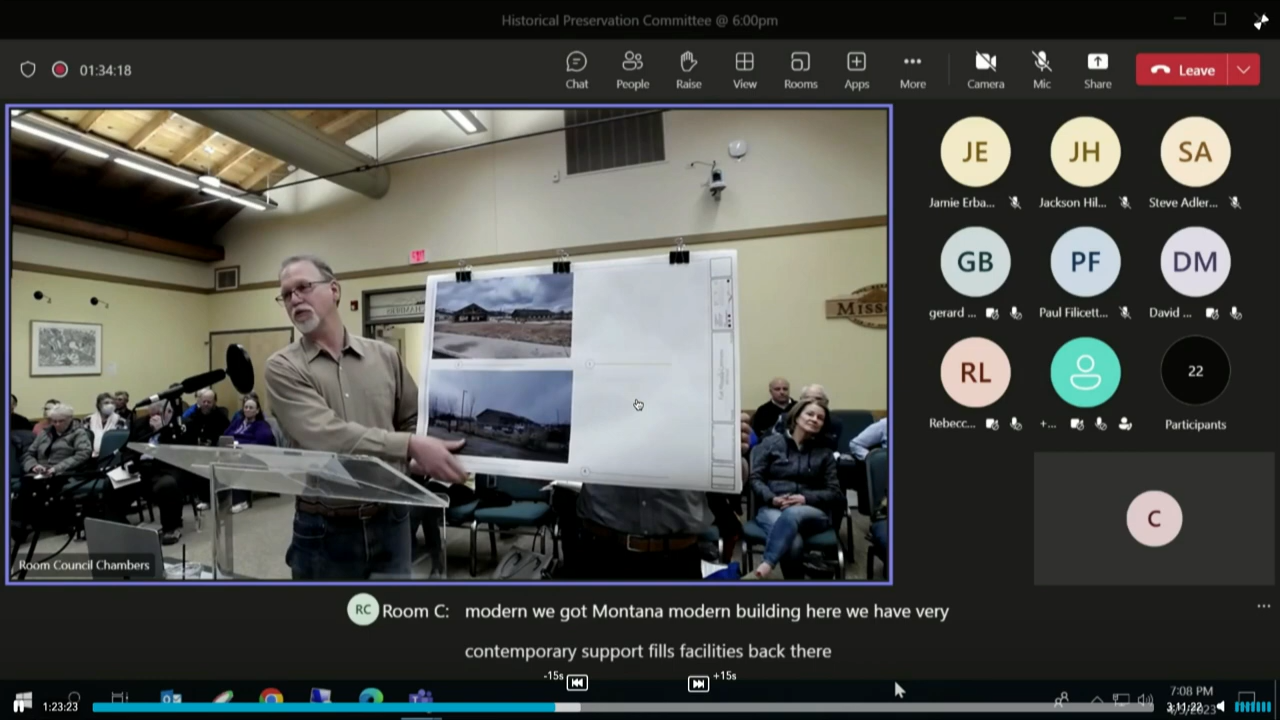 Historical Preservation Committee @ 6:00pm
01:34:18
Chat
People
Raise
View
Rooms
Apps
More
Camera
Mic
Share
Leave
JE
JH
SA
Jamie Erba...
Jackson Hil...
Steve Adler...
GB
PF
DM
gerard ...
Paul Filicett...
David ...
RL
22
Rebecc...
+...
Participants
C
Room Council Chambers
RC
Room C: modern we got Montana modern building here we have very
contemporary support fills facilities back there
-15s
+15s
7:08 PM
1:23:23
3:11:22